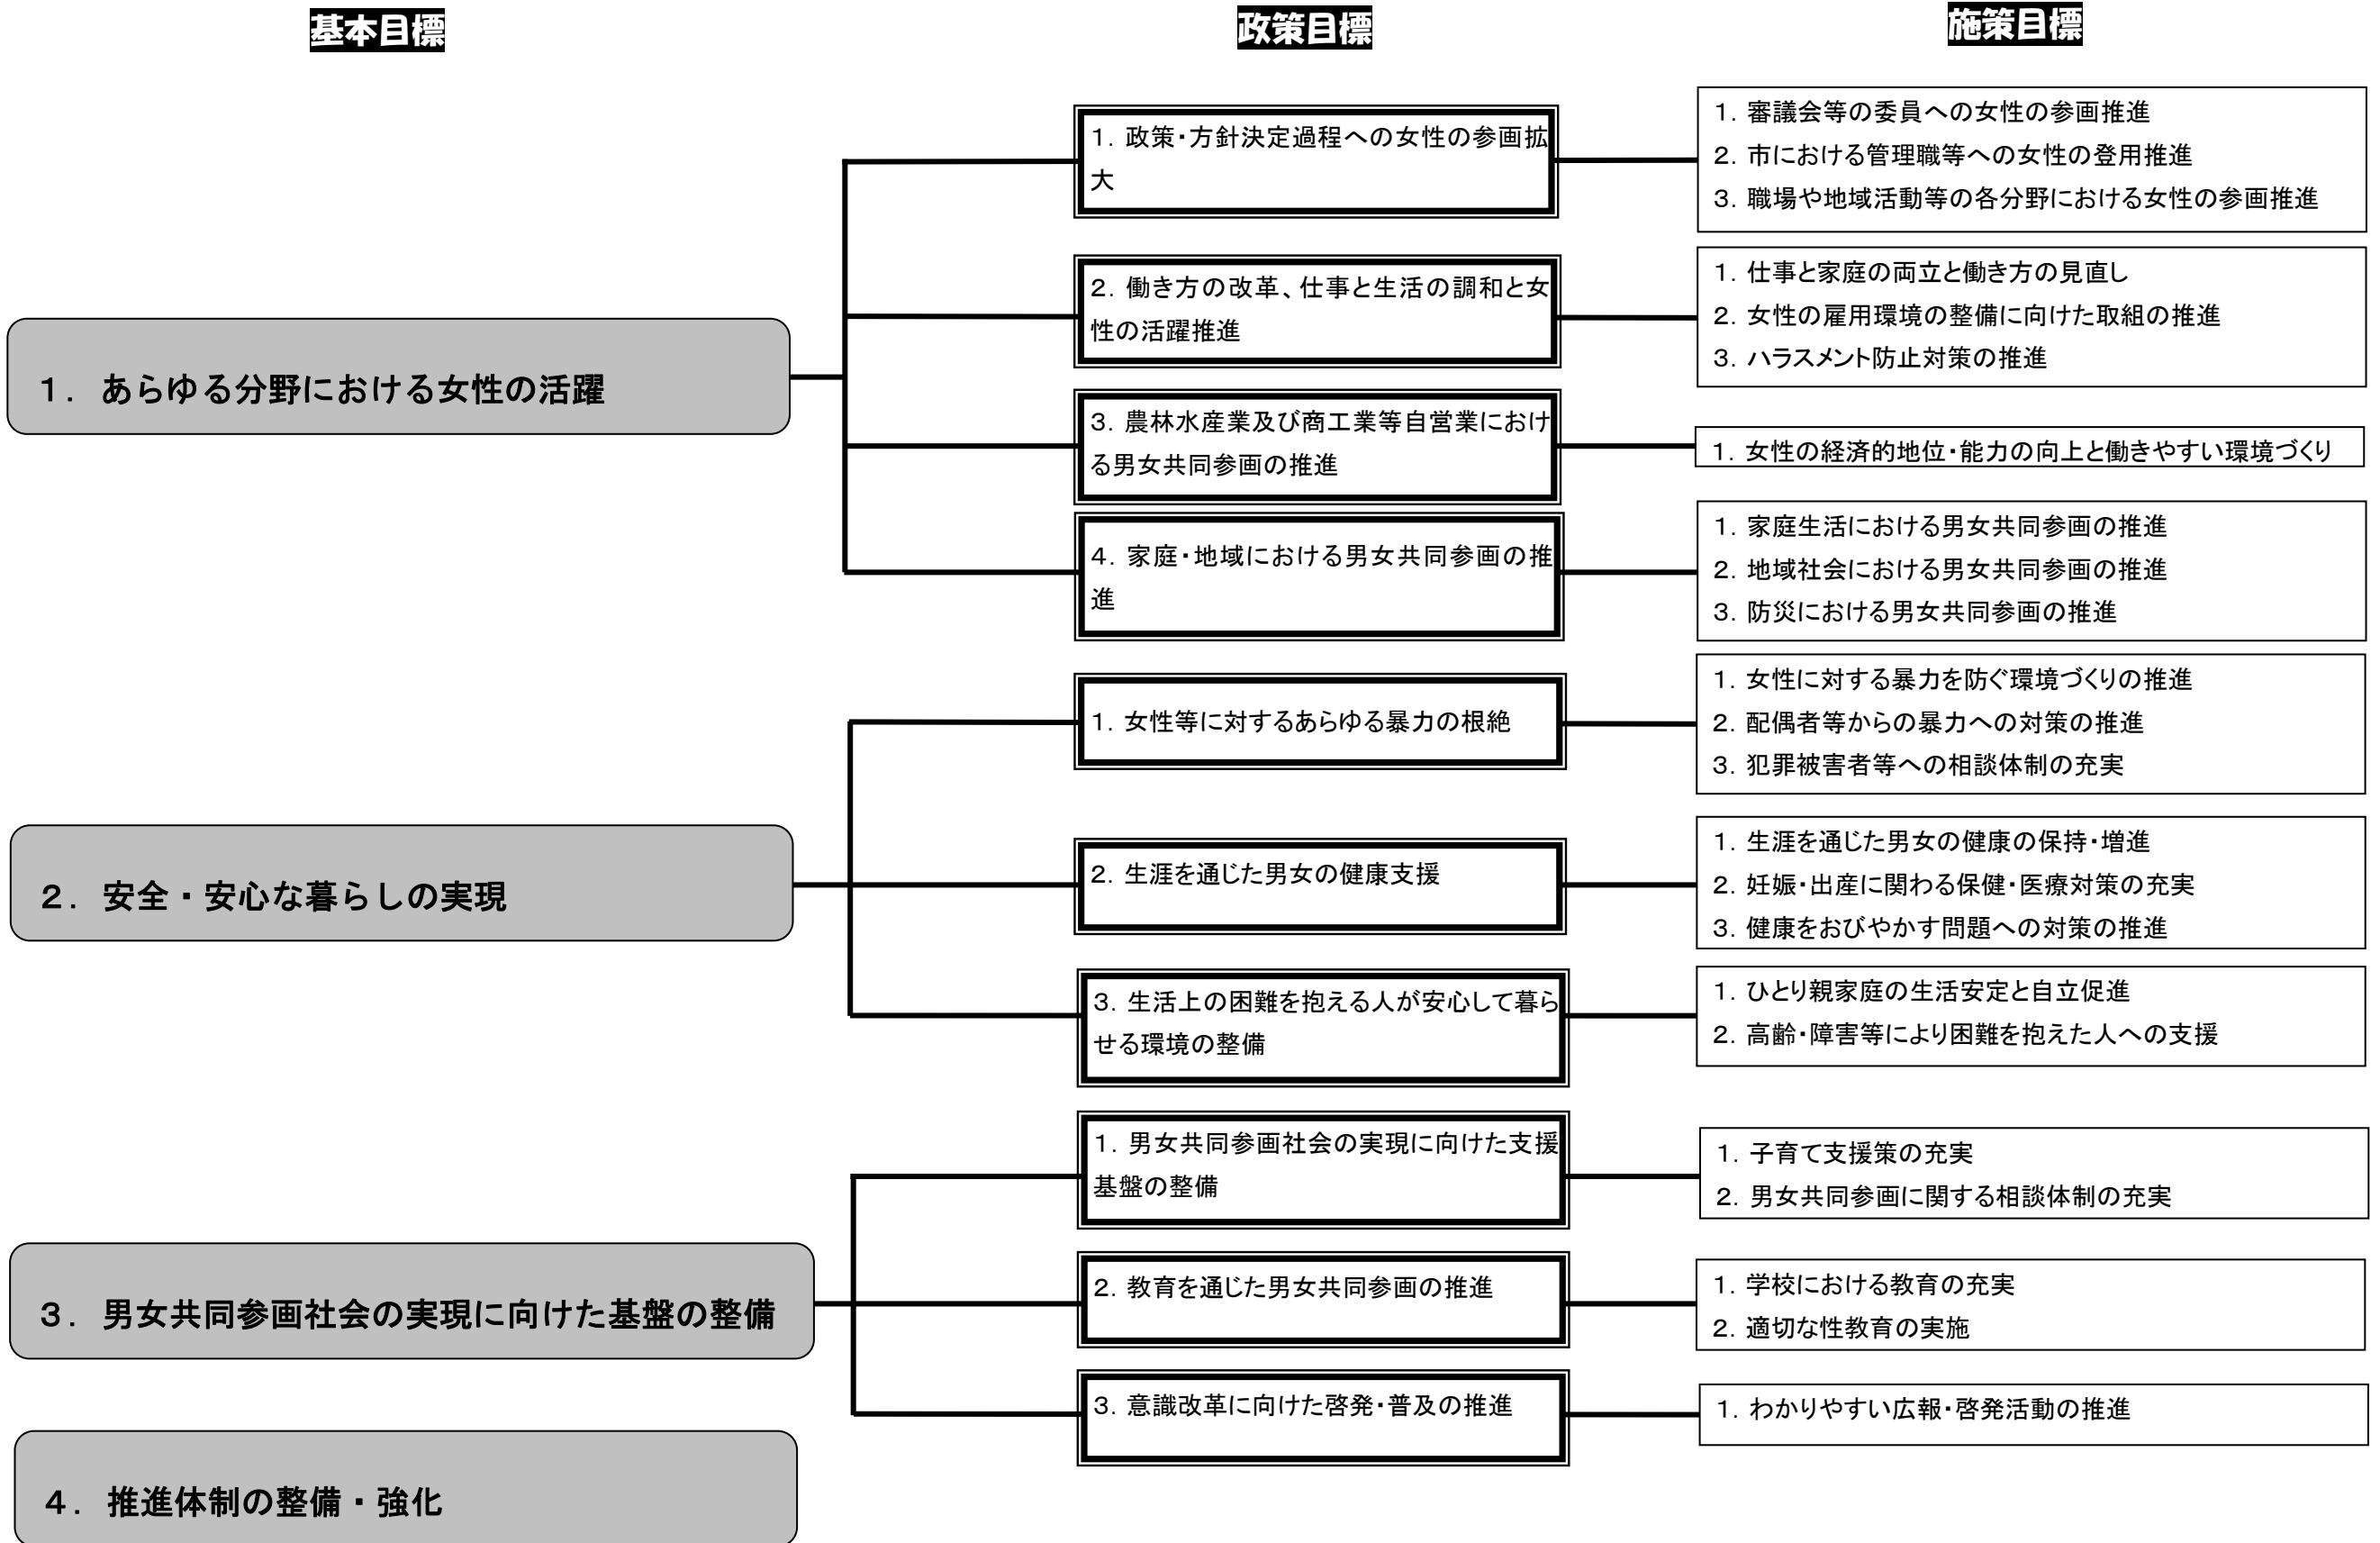 基本目標
政策目標
施策目標
１． あらゆる分野における女性の活躍
1. 政策・方針決定過程への女性の参画拡
大
1. 審議会等の委員への女性の参画推進
2. 市における管理職等への女性の登用推進
3. 職場や地域活動等の各分野における女性の参画推進
2. 働き方の改革、仕事と生活の調和と女
性の活躍推進
1. 仕事と家庭の両立と働き方の見直し
2. 女性の雇用環境の整備に向けた取組の推進
3. ハラスメント防止対策の推進
3. 農林水産業及び商工業等自営業におけ
る男女共同参画の推進
1. 女性の経済的地位・能力の向上と働きやすい環境づくり
4. 家庭・地域における男女共同参画の推
進
1. 家庭生活における男女共同参画の推進
2. 地域社会における男女共同参画の推進
3. 防災における男女共同参画の推進
２． 安全・安心な暮らしの実現
1. 女性等に対するあらゆる暴力の根絶
1. 女性に対する暴力を防ぐ環境づくりの推進
2. 配偶者等からの暴力への対策の推進
3. 犯罪被害者等への相談体制の充実
2. 生涯を通じた男女の健康支援
1. 生涯を通じた男女の健康の保持・増進
2. 妊娠・出産に関わる保健・医療対策の充実
3. 健康をおびやかす問題への対策の推進
3. 生活上の困難を抱える人が安心して暮ら
せる環境の整備
1. ひとり親家庭の生活安定と自立促進
2. 高齢・障害等により困難を抱えた人への支援
３． 男女共同参画社会の実現に向けた基盤の整備
1. 男女共同参画社会の実現に向けた支援
基盤の整備
1. 子育て支援策の充実
2. 男女共同参画に関する相談体制の充実
2. 教育を通じた男女共同参画の推進
1. 学校における教育の充実
2. 適切な性教育の実施
3. 意識改革に向けた啓発・普及の推進
1. わかりやすい広報・啓発活動の推進
４． 推進体制の整備・強化